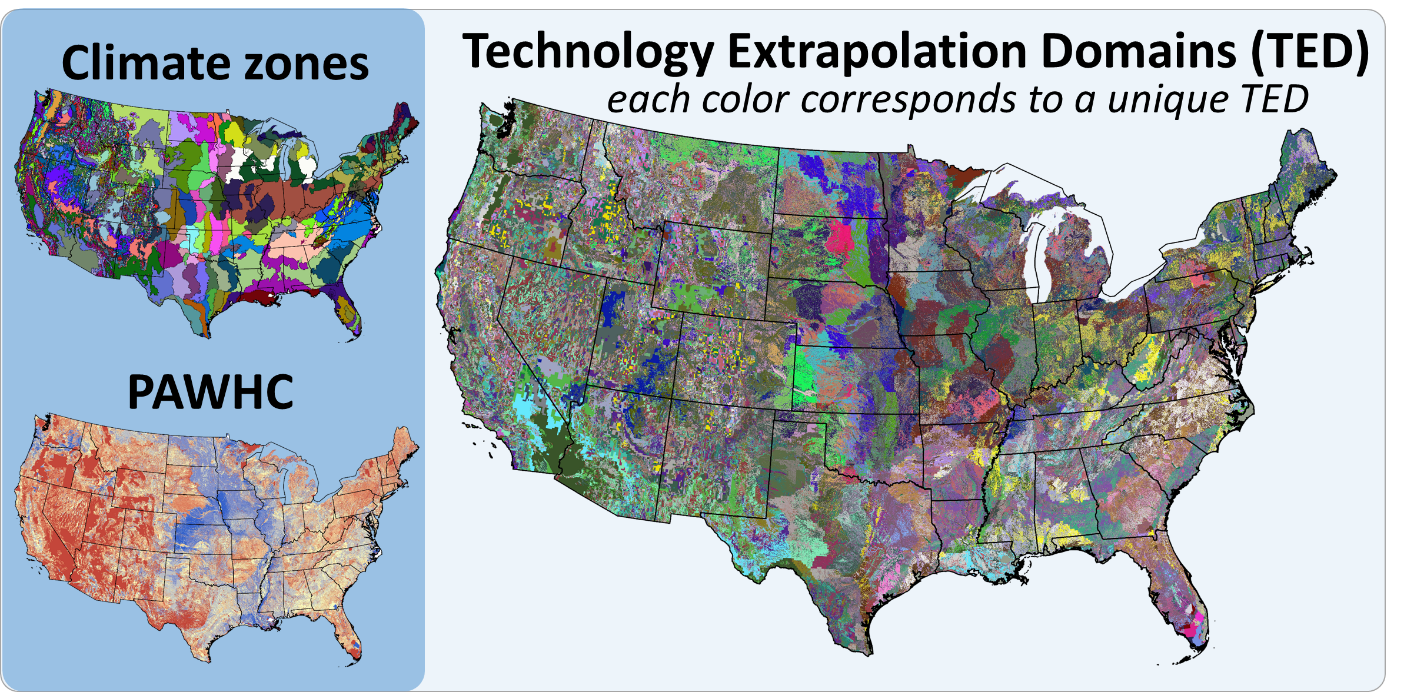 Climate zones
PAWHC
Technology Extrapolation Domains (TED)
each color corresponds to a unique TED